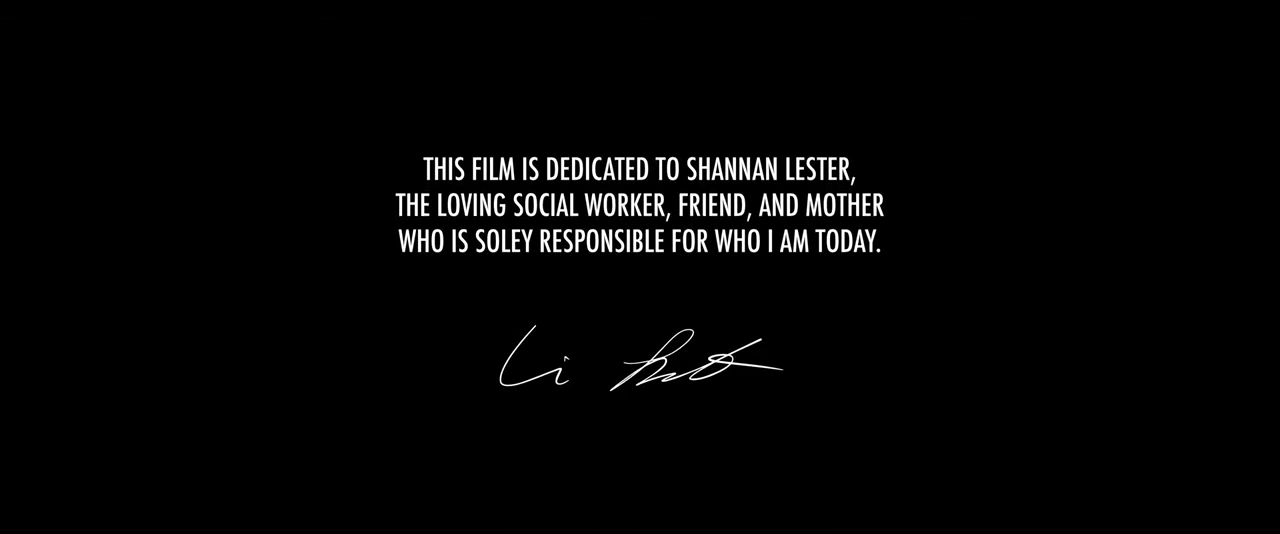 THIS FILM IS DEDICATED TO SHANNAN LESTER,
THE LOVING SOCIAL WORKER, FRIEND, AND MOTHER
WHO IS SOLEY RESPONSIBLE FOR WHO I AM TODAY.
Li